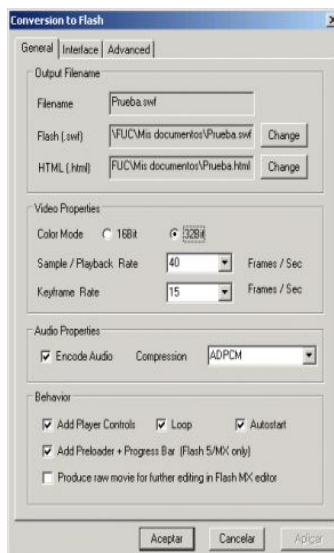 Conversion to Flash
General Interface Advanced
Output Filename
Filename Prueba.swf
Flash (.swf) \FUC\Mis documentos\Prueba.swf Change
HTML (.html) FUC\Mis documentos\Prueba.html Change
Video Properties
Color Mode 16Bit 32Bit
Sample / Playback Rate 40 Frames / Sec
Keyframe Rate 15 Frames / Sec
Audio Properties
Encode Audio Compression ADPCM
Behavior
Add Player Controls Loop Autostart
Add Preloader + Progress Bar (Flash 5/MX only)
Produce raw movie for further editing in Flash MX editor
Aceptar Cancelar Aplicar